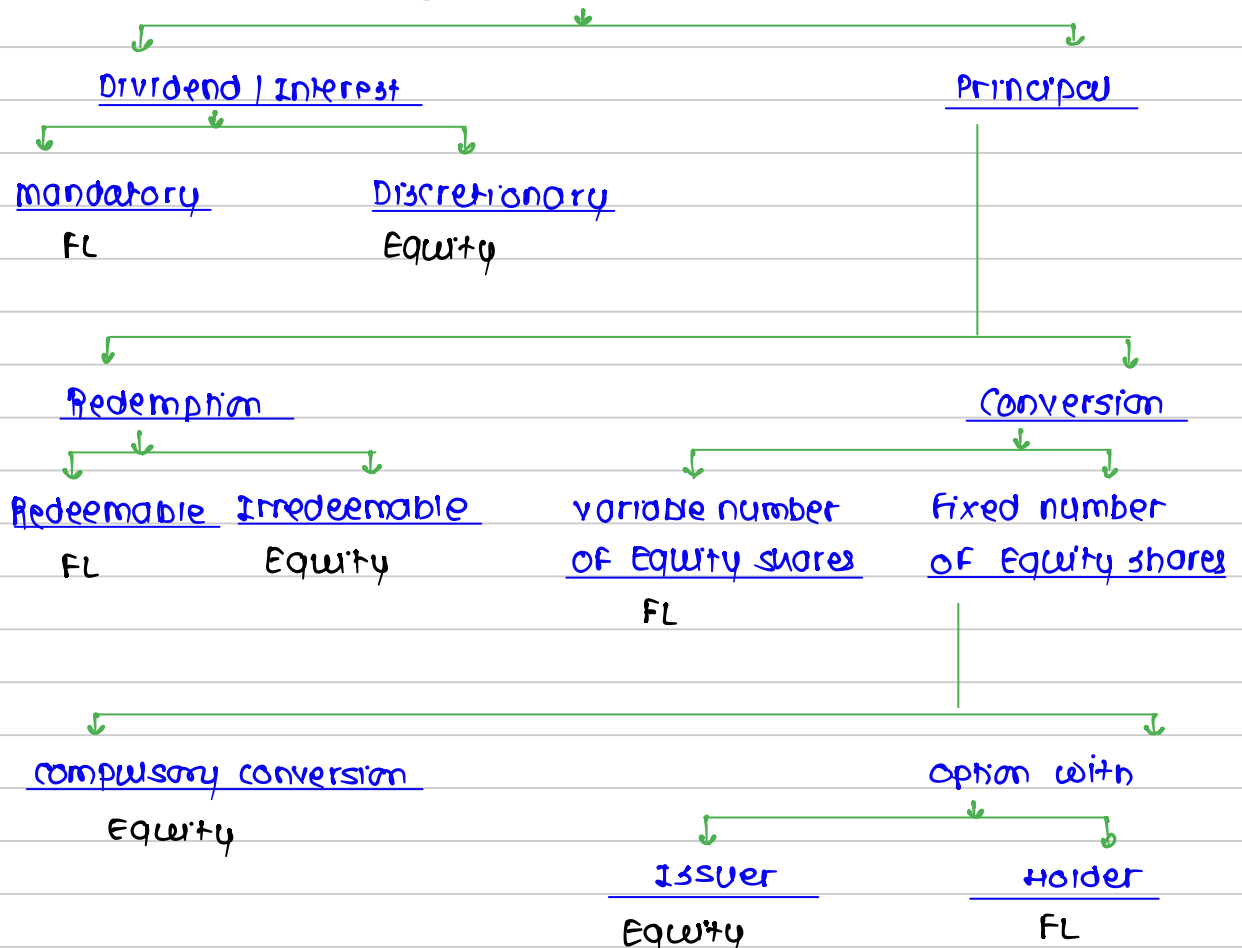 Dividend | Interest
Principal
mandatory
Discretionary
FL
Equity
Redemption
Conversion
Redeemable
Irredeemable
variable number
of Equity shares
Fixed number
of Equity shares
FL
Equity
FL
compulsory conversion
option with
Equity
Issuer
Holder
Equity
FL